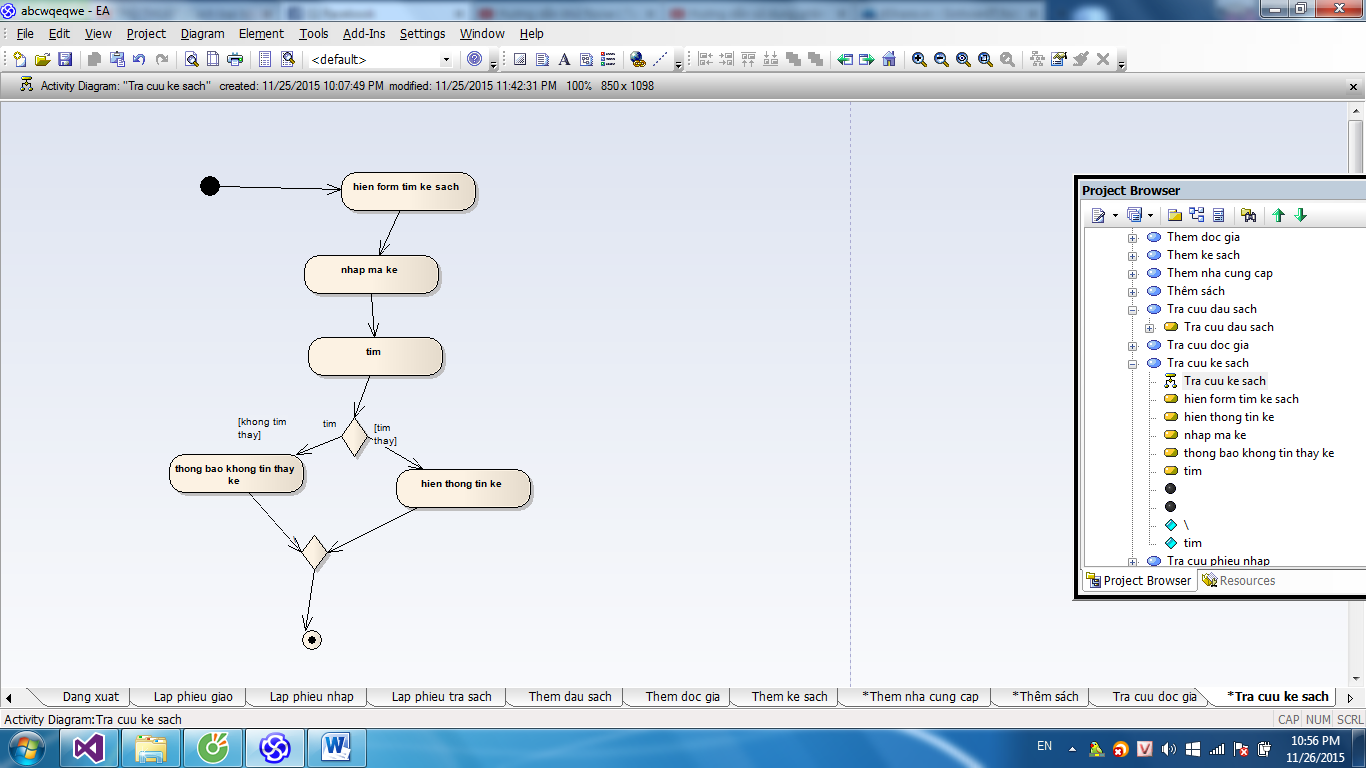 abcwqeqwe - EA
File Edit View Project Diagram Element Tools Add-Ins Settings Window Help
<default>
Activity Diagram: "Tra cuu ke sach" created: 11/25/2015 10:07:49 PM modified: 11/25/2015 11:42:31 PM 100% 850 x 1098
hien form tim ke sach
nhap ma ke
tim
[khong tim
thay]
tim
[tim
thay]
thong bao khong tin thay
ke
hien thong tin ke
Project Browser
Them doc gia
Them ke sach
Them nha cung cap
Thêm sách
Tra cuu dau sach
Tra cuu dau sach
Tra cuu doc gia
Tra cuu ke sach
Tra cuu ke sach
hien form tim ke sach
hien thong tin ke
nhap ma ke
thong bao khong tin thay ke
tim
\
tim
Tra cuu phieu nhap
Project Browser Resources
Dang xuat Lap phieu giao Lap phieu nhap Lap phieu tra sach Them dau sach Them doc gia Them ke sach *Them nha cung cap *Thêm sách Tra cuu doc gia *Tra cuu ke sach
Activity Diagram:Tra cuu ke sach CAP NUM SCRL
EN 10:56 PM
11/26/2015